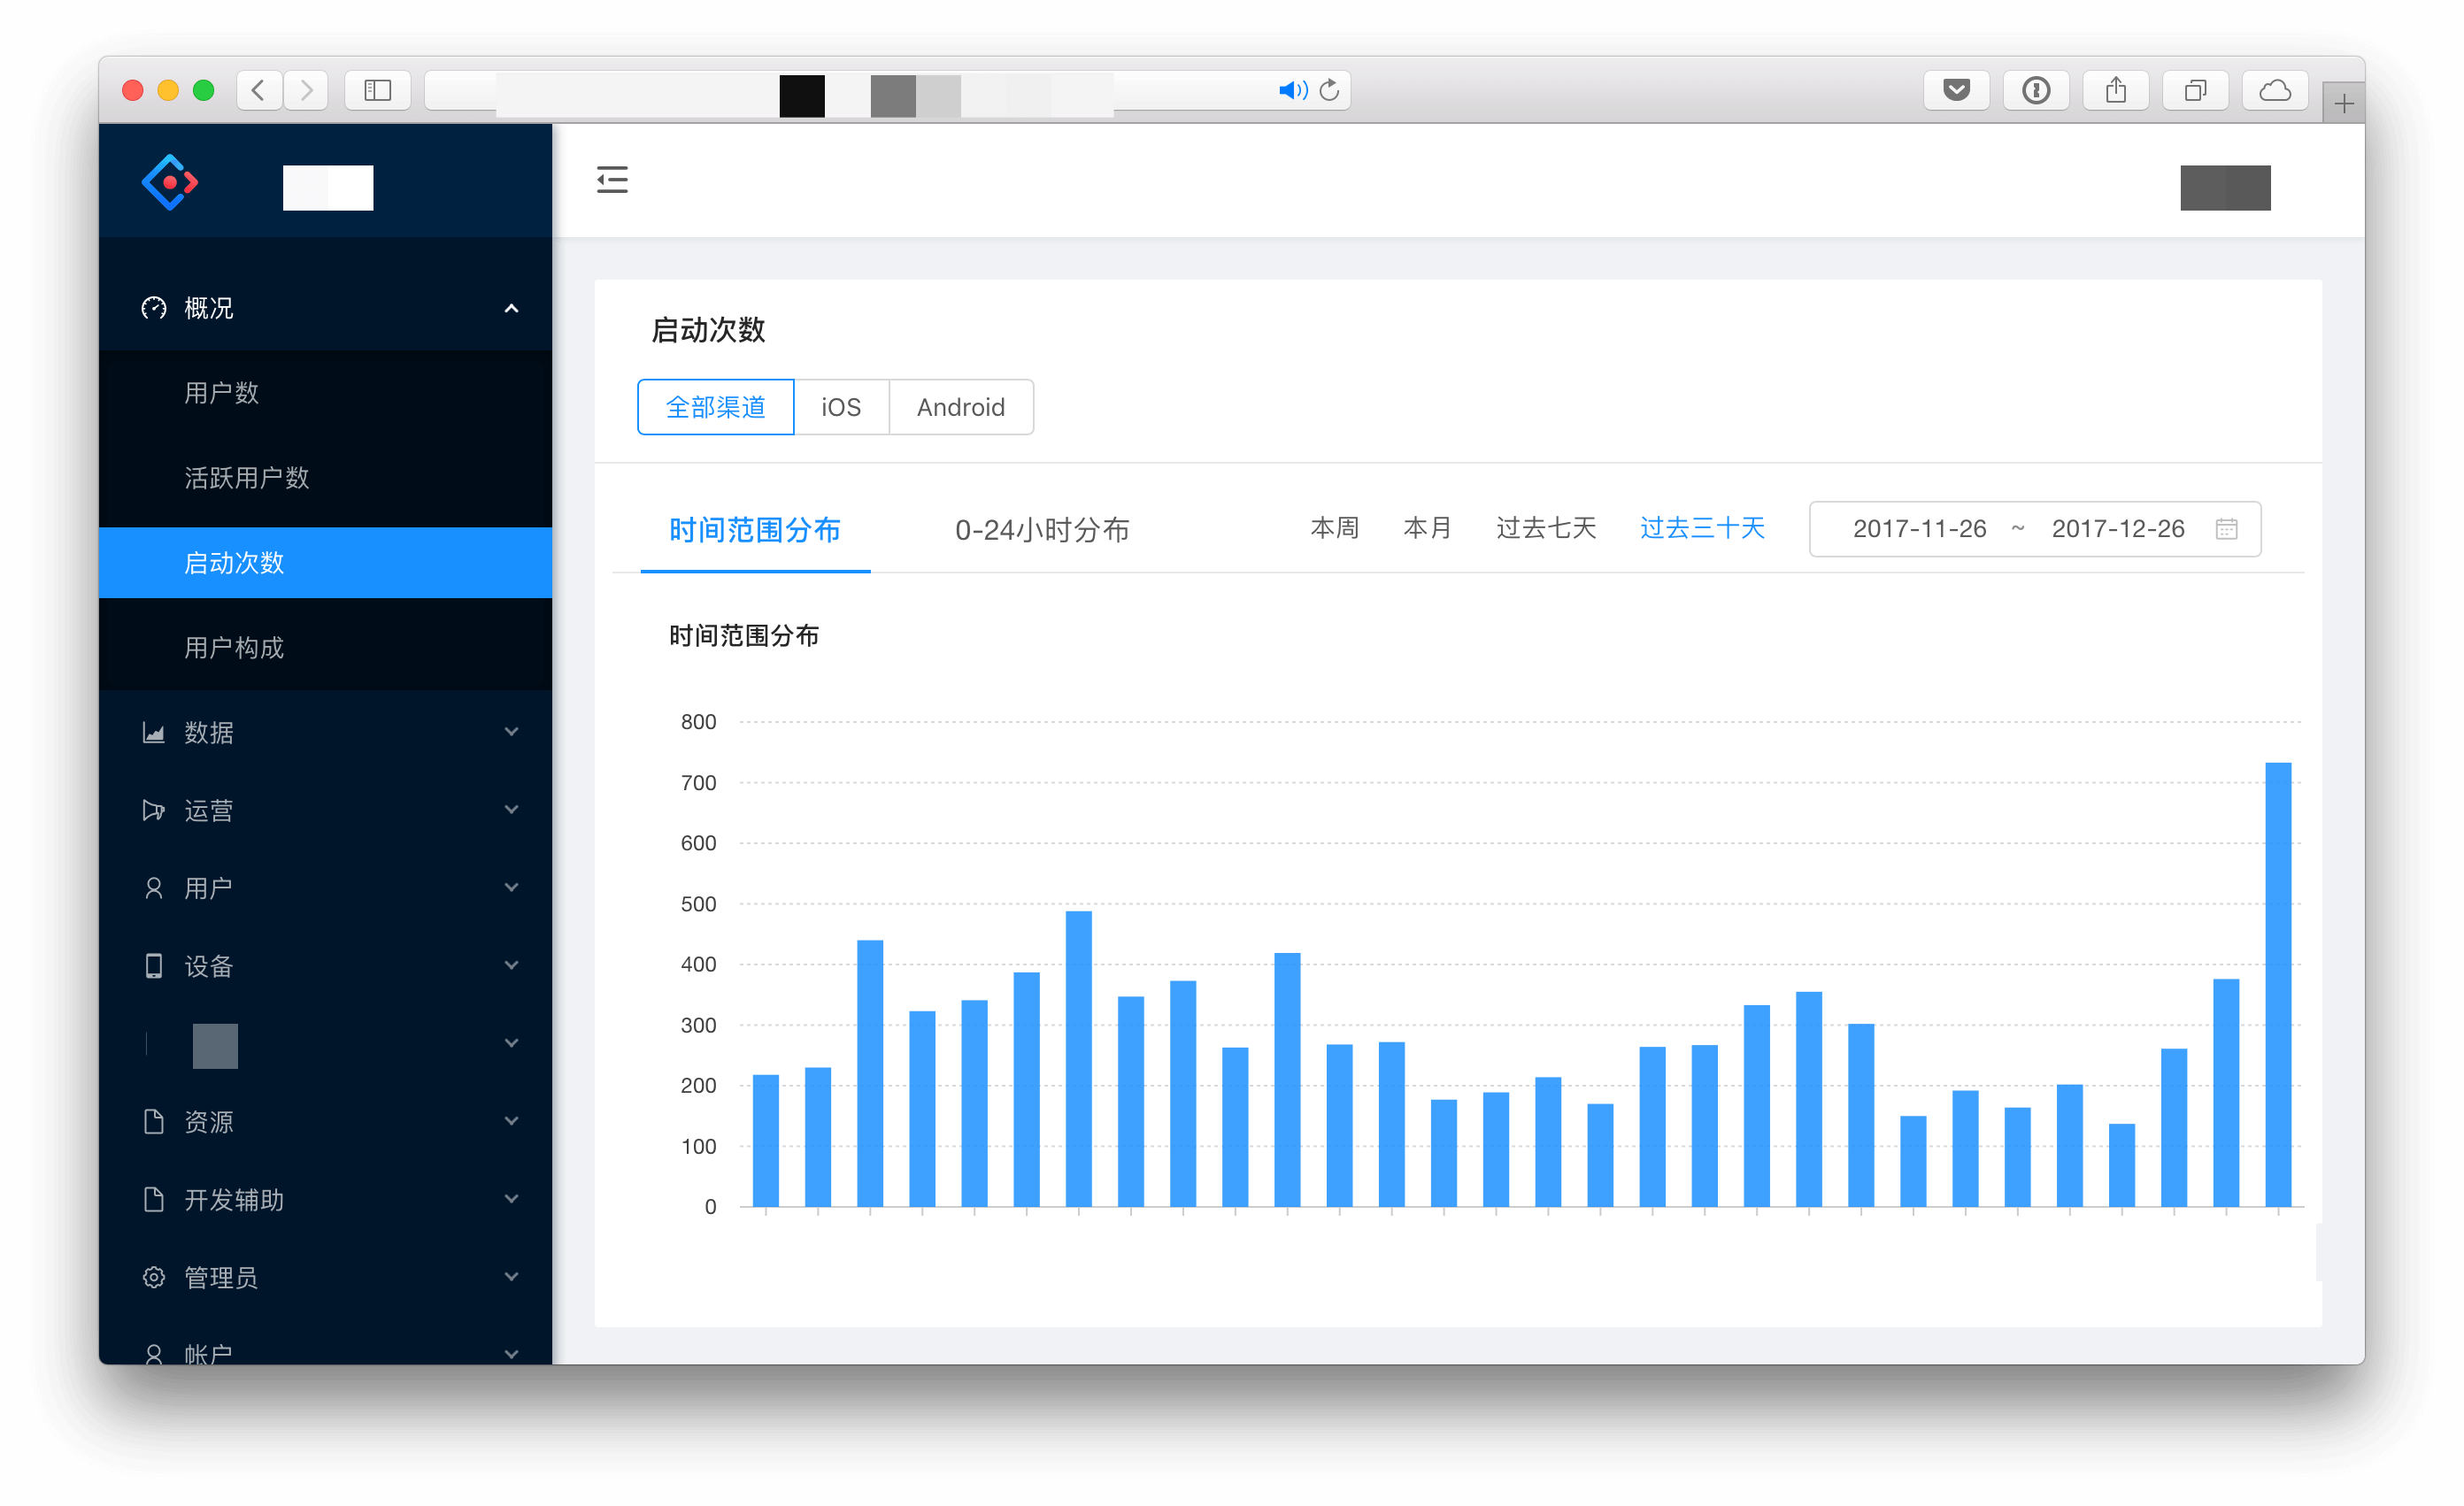 概况
用户数
活跃用户数
启动次数
用户构成
数据
运营
用户
设备
资源
开发辅助
管理员
帐户
启动次数
全部渠道 iOS Android
时间范围分布 0-24小时分布 本周 本月 过去七天 过去三十天 2017-11-26 ~ 2017-12-26
时间范围分布
800
700
600
500
400
300
200
100
0